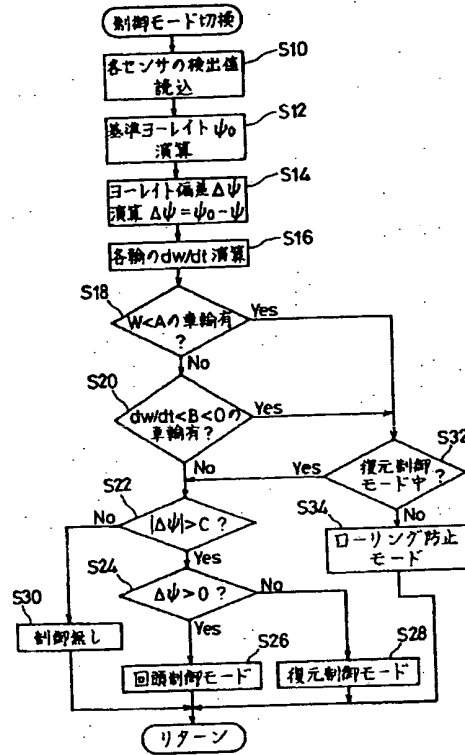 制御モード切換
S10
各センサの検出値
読込
S12
基準ヨーレイト ψ0
演算
S14
ヨーレイト偏差 Δψ
演算 Δψ=ψ0-ψ
S16
各輪のdw/dt 演算
S18
W<Aの車輪有
?
Yes
No
S20
dw/dt<B<0の
車輪有?
Yes
No
S32
復元制御
モード中?
Yes
No
S34
ローリング防止
モード
S22
|Δψ|>C?
No
Yes
S24
Δψ>0?
No
Yes
S30
制御無し
S26
回頭制御モード
S28
復元制御モード
リターン